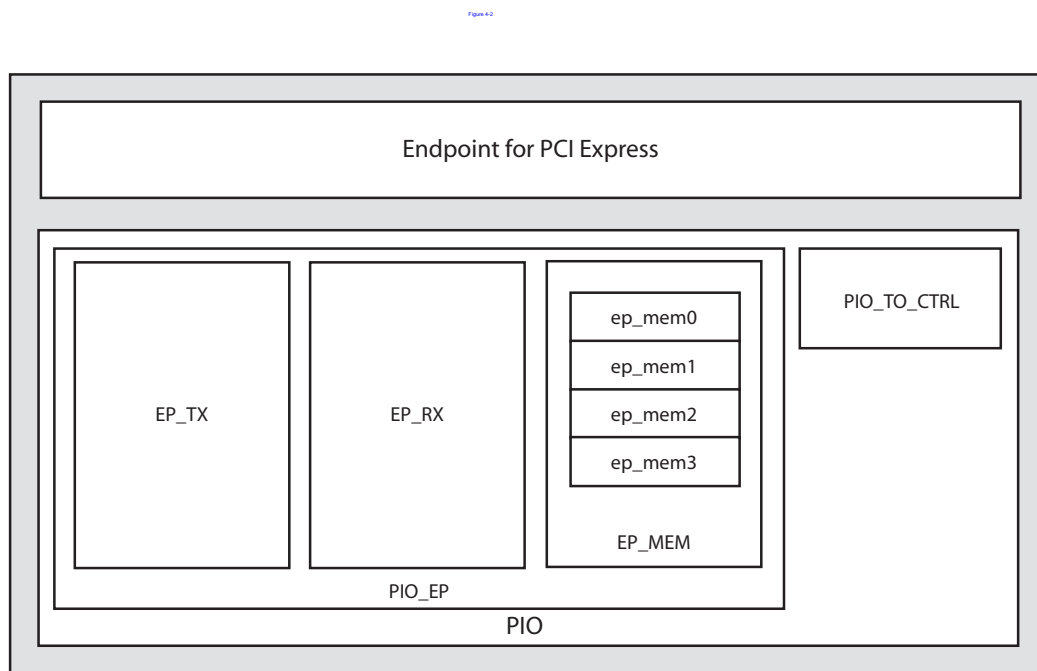 Figure 4-2
Endpoint for PCI Express
EP_TX
EP_RX
ep_mem0
ep_mem1
ep_mem2
ep_mem3
EP_MEM
PIO_EP
PIO_TO_CTRL
PIO